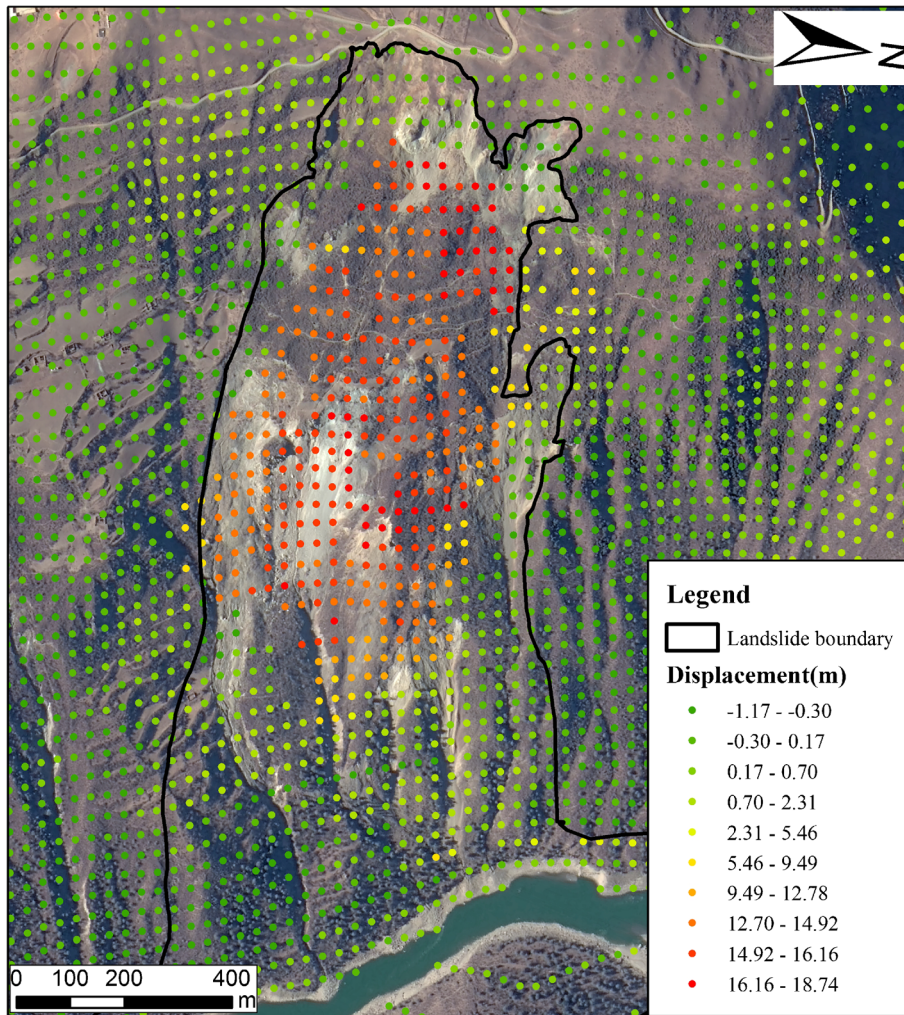 N
Legend
Landslide boundary
Displacement(m)
-1.17 - -0.30
-0.30 - 0.17
0.17 - 0.70
0.70 - 2.31
2.31 - 5.46
5.46 - 9.49
9.49 - 12.78
12.70 - 14.92
14.92 - 16.16
16.16 - 18.74
0 100 200 400
m